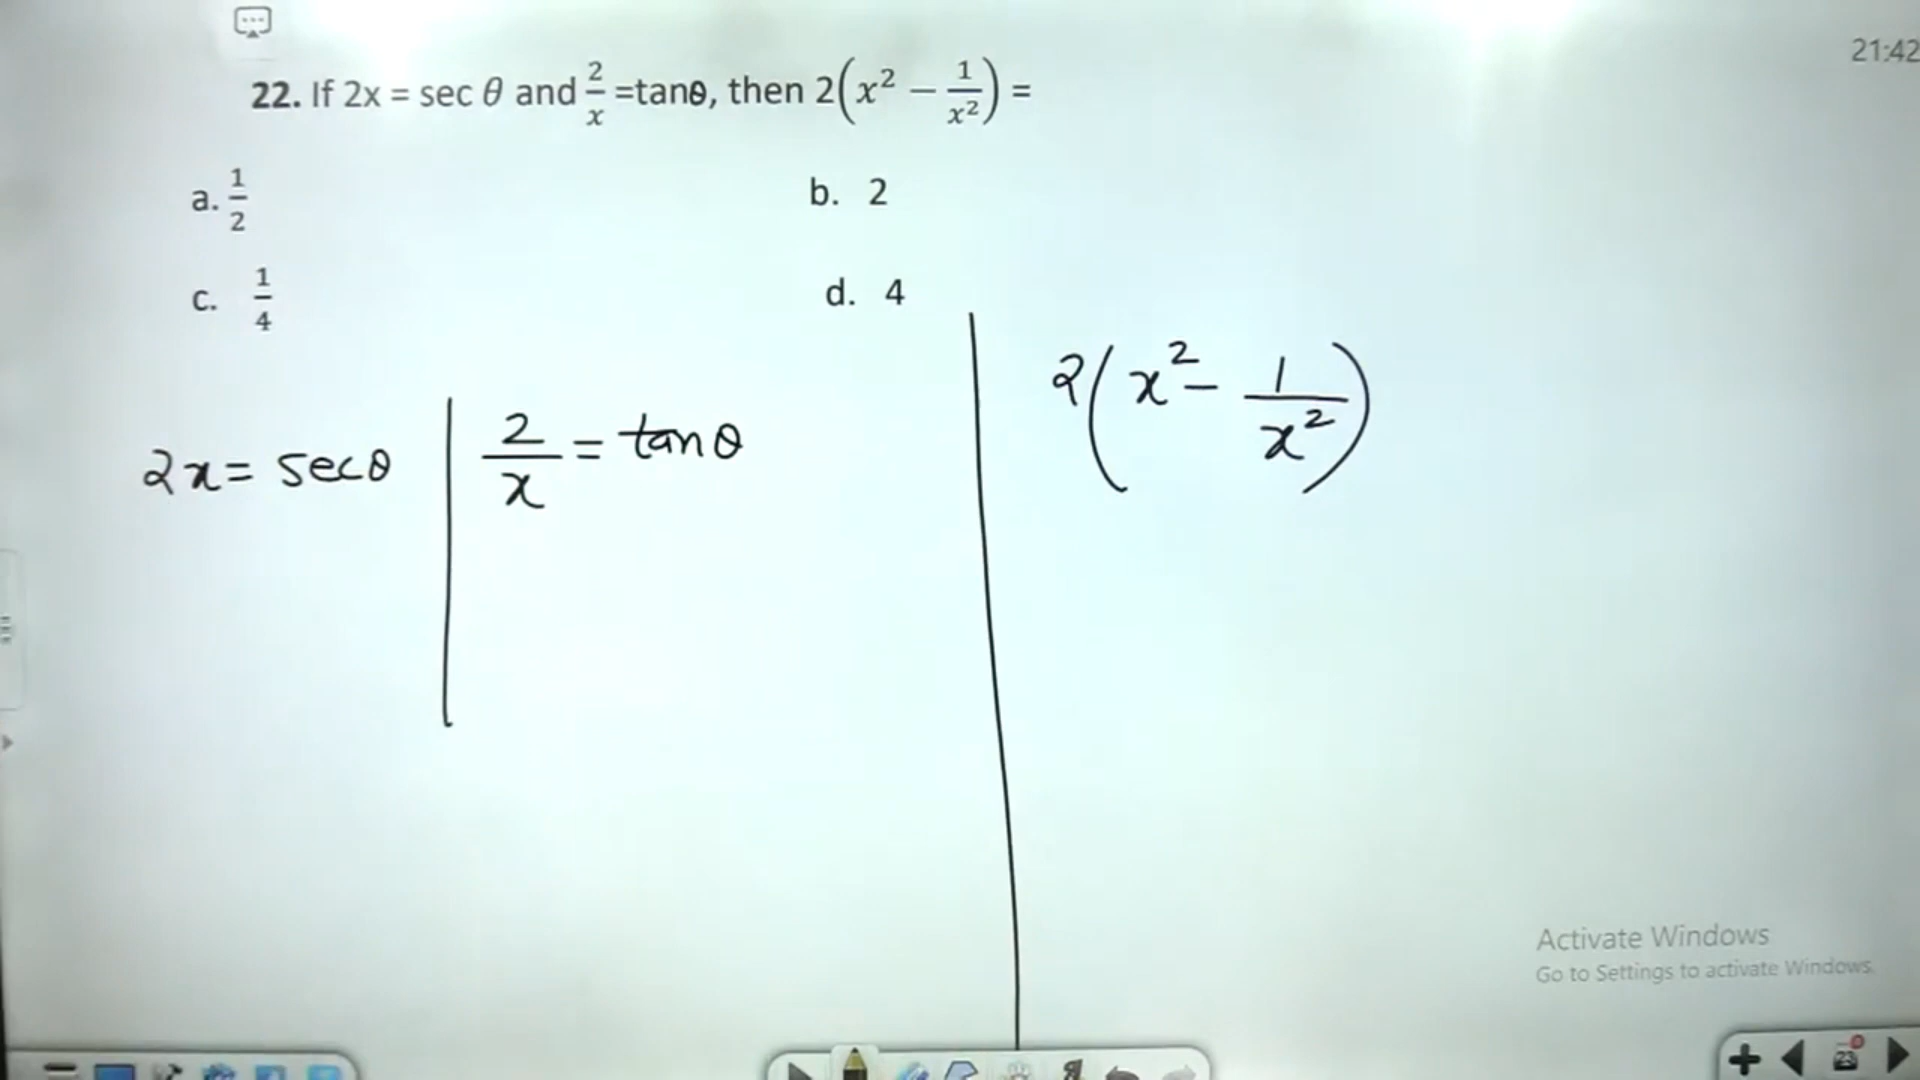 21:42
22. If 2x = sec θ and 2/x =tanθ, then 2(x² − 1/x²) =
a. 1/2
b. 2
c. 1/4
d. 4
2x = secθ
2/x = tanθ
2(x² - 1/x²)
Activate Windows
Go to Settings to activate Windows.
23